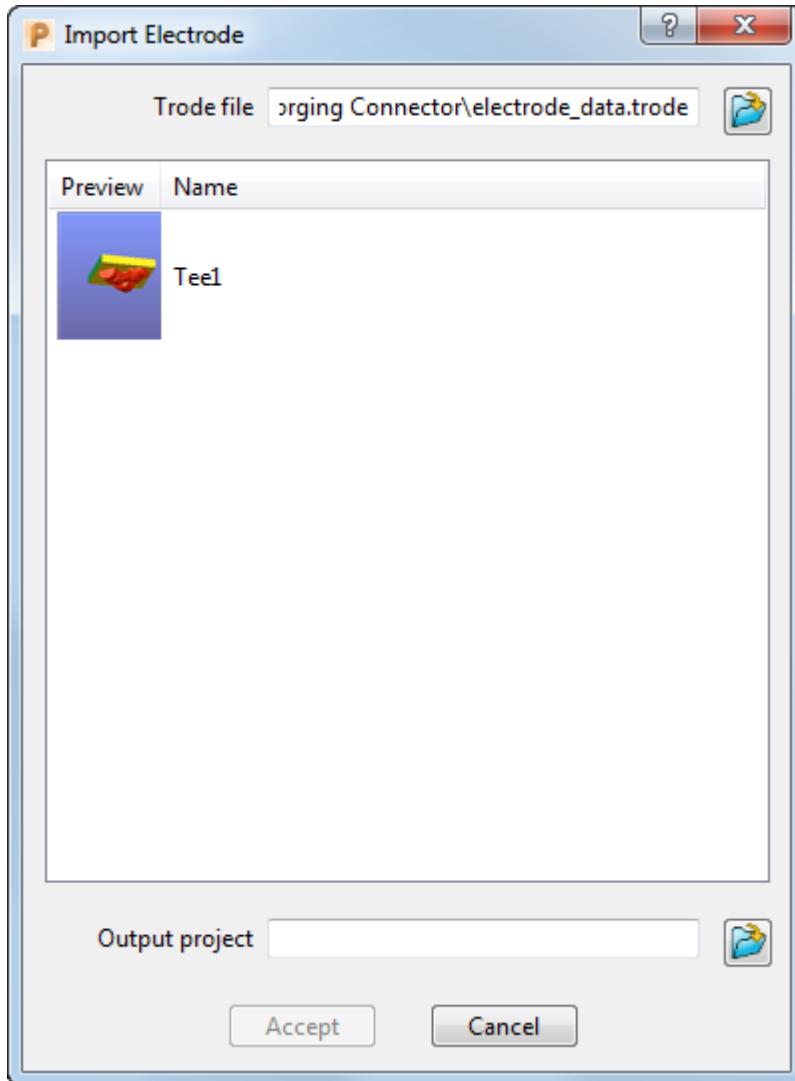 Import Electrode
Trode file orging Connector\electrode_data.trode
Preview Name
Tee1
Output project
Accept Cancel